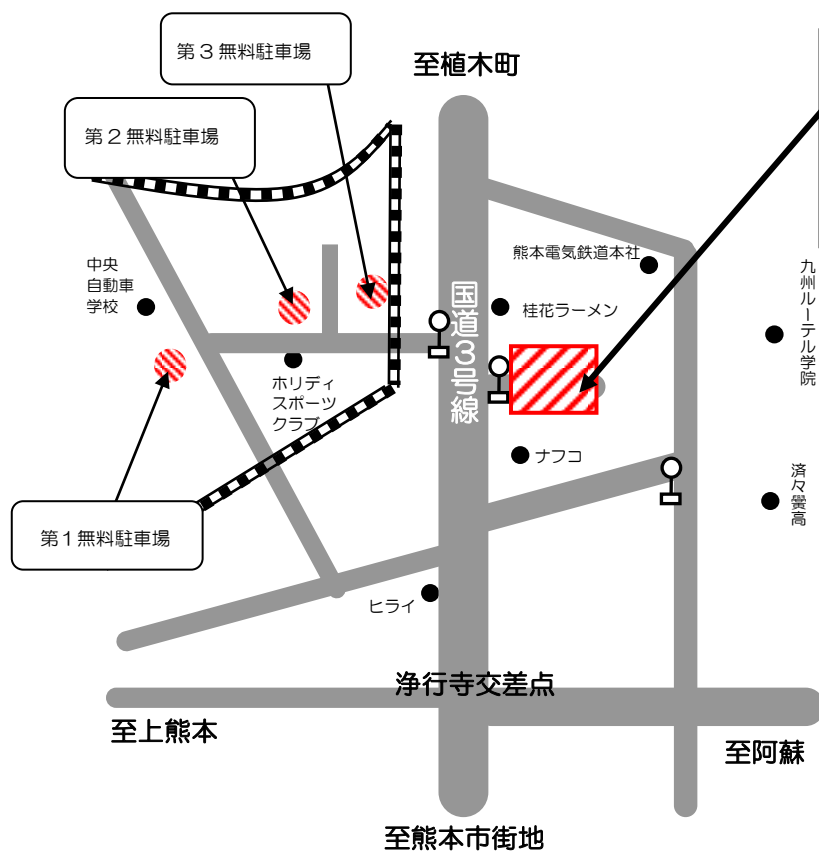 第3無料駐車場
至植木町
第2無料駐車場
熊本電気鉄道本社
中央
自動車
学校
国道3号線
桂花ラーメン
九州ルーテル学院
ホリディ
スポーツ
クラブ
ナフコ
済々黌高
第1無料駐車場
ヒライ
浄行寺交差点
至上熊本
至阿蘇
至熊本市街地